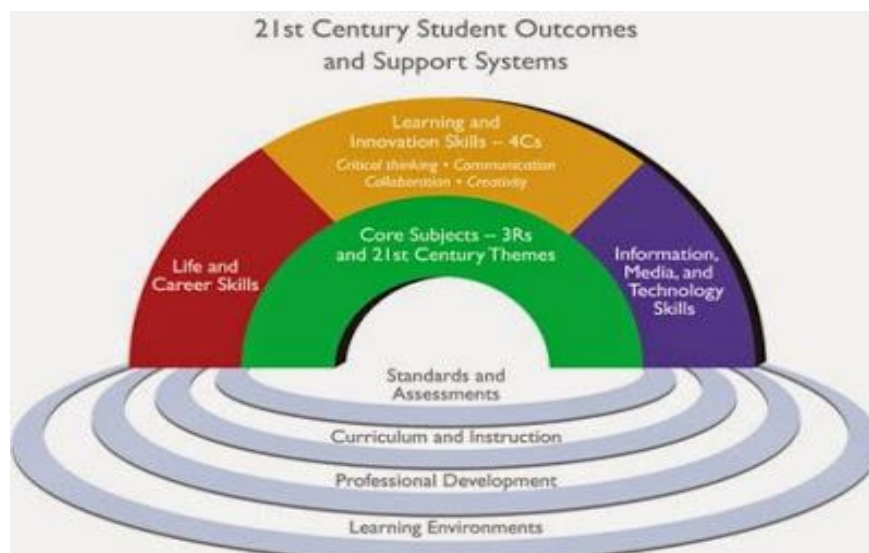 21st Century Student Outcomes
and Support Systems
Learning and
Innovation Skills – 4Cs
Critical thinking • Communication
Collaboration • Creativity
Core Subjects – 3Rs
and 21st Century Themes
Life and
Career Skills
Information,
Media, and
Technology
Skills
Standards and
Assessments
Curriculum and Instruction
Professional Development
Learning Environments